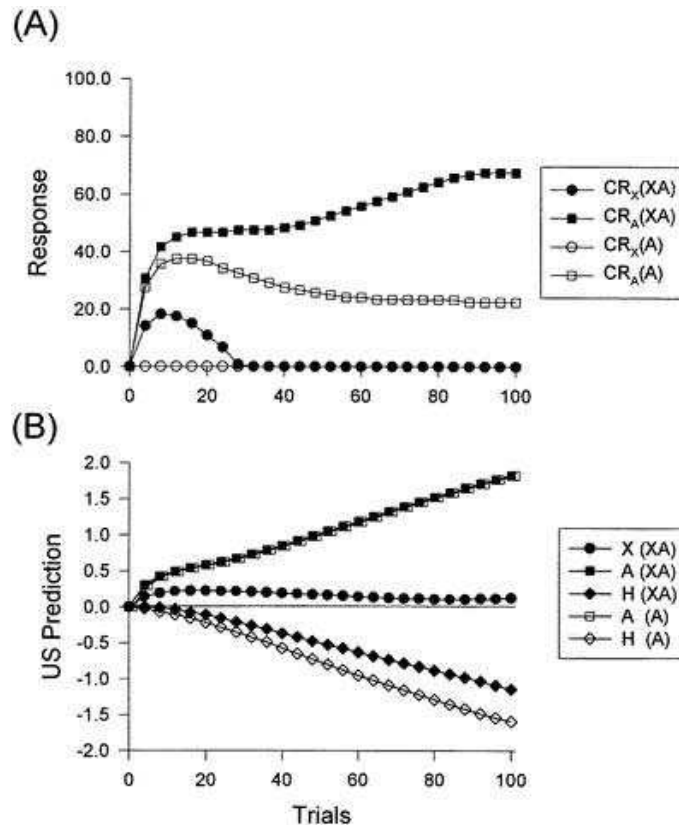 (A)
100.0
80.0
60.0
40.0
20.0
0.0
Response
0 20 40 60 80 100
CRX(XA)
CRA(XA)
CRX(A)
CRA(A)
(B)
2.0
1.5
1.0
0.5
0.0
-0.5
-1.0
-1.5
-2.0
US Prediction
0 20 40 60 80 100
Trials
X (XA)
A (XA)
H (XA)
A (A)
H (A)